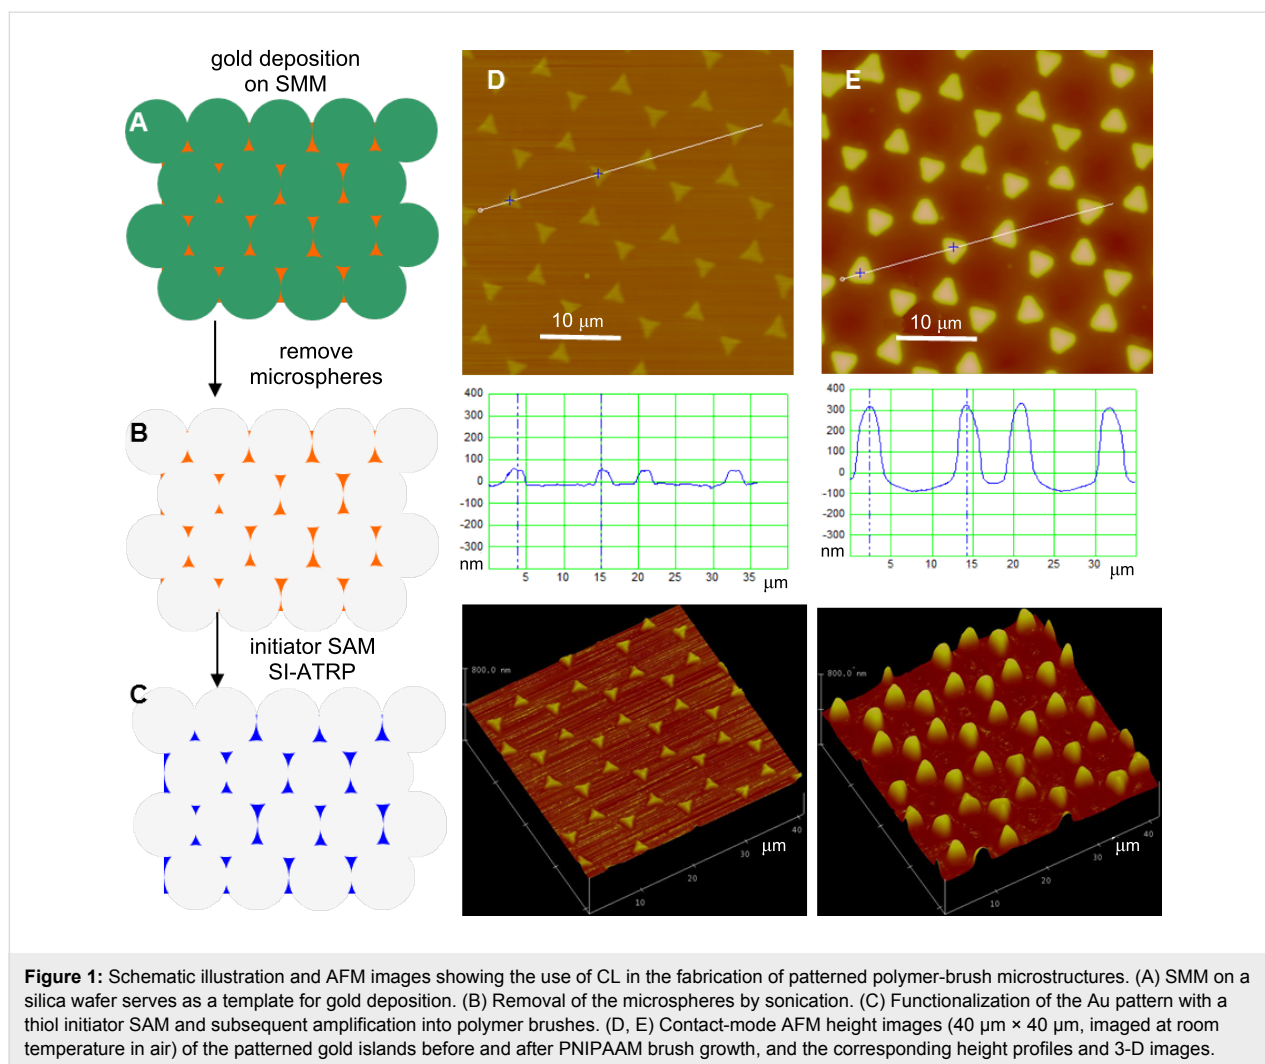 gold deposition
on SMM
A
remove
microspheres
B
initiator SAM
SI-ATRP
C
D
10 μm
E
10 μm
400
300
200
100
0
-100
-200
-300
nm
5 10 15 20 25 30 35 μm
400
300
200
100
0
-100
-200
-300
nm
5 10 15 20 25 30 μm
800.0 nm
10 20 30 40
μm
800.0 nm
10 20 30 40
μm
Figure 1: Schematic illustration and AFM images showing the use of CL in the fabrication of patterned polymer-brush microstructures. (A) SMM on a
silica wafer serves as a template for gold deposition. (B) Removal of the microspheres by sonication. (C) Functionalization of the Au pattern with a
thiol initiator SAM and subsequent amplification into polymer brushes. (D, E) Contact-mode AFM height images (40 μm × 40 μm, imaged at room
temperature in air) of the patterned gold islands before and after PNIPAAM brush growth, and the corresponding height profiles and 3-D images.